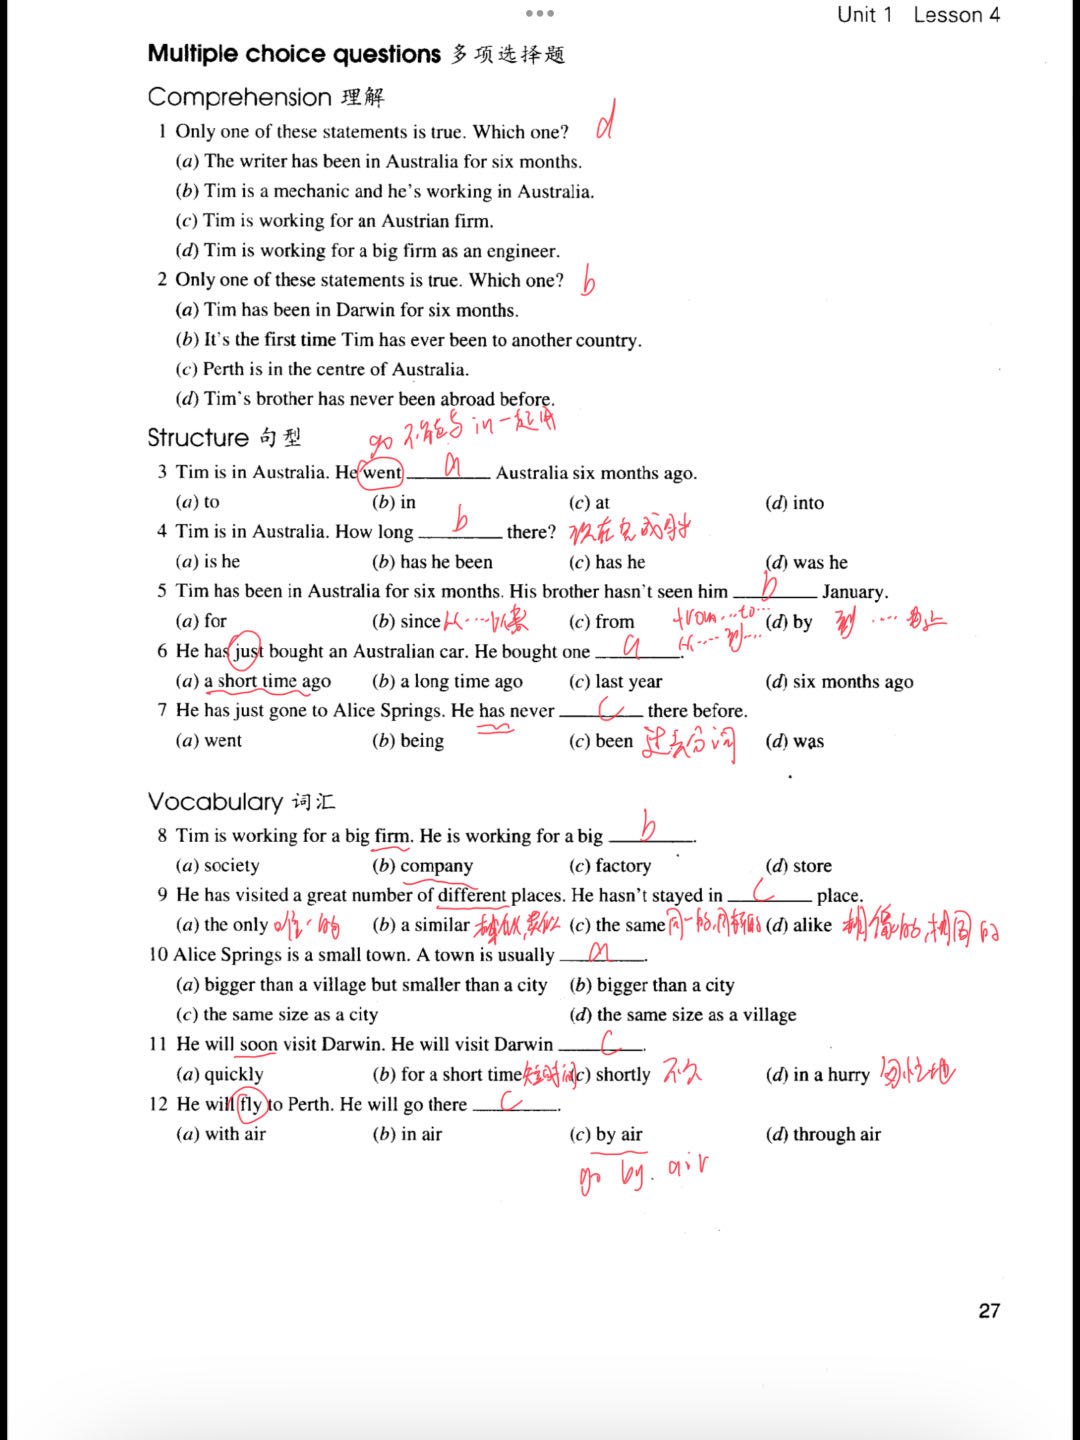 Unit 1 Lesson 4
Multiple choice questions 多项选择题
Comprehension 理解
1 Only one of these statements is true. Which one? d
(a) The writer has been in Australia for six months.
(b) Tim is a mechanic and he's working in Australia.
(c) Tim is working for an Austrian firm.
(d) Tim is working for a big firm as an engineer.
2 Only one of these statements is true. Which one? b
(a) Tim has been in Darwin for six months.
(b) It's the first time Tim has ever been to another country.
(c) Perth is in the centre of Australia.
(d) Tim's brother has never been abroad before.
go 不能与 in 一起用
Structure 句型
3 Tim is in Australia. He went a Australia six months ago.
(a) to (b) in (c) at (d) into
4 Tim is in Australia. How long b there? 现在完成时
(a) is he (b) has he been (c) has he (d) was he
5 Tim has been in Australia for six months. His brother hasn't seen him b January.
(a) for (b) since 从····以来 (c) from from...to... (d) by 到 ···· 为止
从···· 到····
6 He has just bought an Australian car. He bought one a.
(a) a short time ago (b) a long time ago (c) last year (d) six months ago
7 He has just gone to Alice Springs. He has never c there before.
(a) went (b) being (c) been 过去分词 (d) was
Vocabulary 词汇
8 Tim is working for a big firm. He is working for a big b.
(a) society (b) company (c) factory (d) store
9 He has visited a great number of different places. He hasn't stayed in c place.
(a) the only 唯一的 (b) a similar 相似,类似 (c) the same 同一的,同样的 (d) alike 相像的,相同的
10 Alice Springs is a small town. A town is usually a.
(a) bigger than a village but smaller than a city (b) bigger than a city
(c) the same size as a city (d) the same size as a village
11 He will soon visit Darwin. He will visit Darwin c.
(a) quickly (b) for a short time 短时间 (c) shortly 不久 (d) in a hurry 匆忙地
12 He will fly to Perth. He will go there c.
(a) with air (b) in air (c) by air (d) through air
go by. air
27